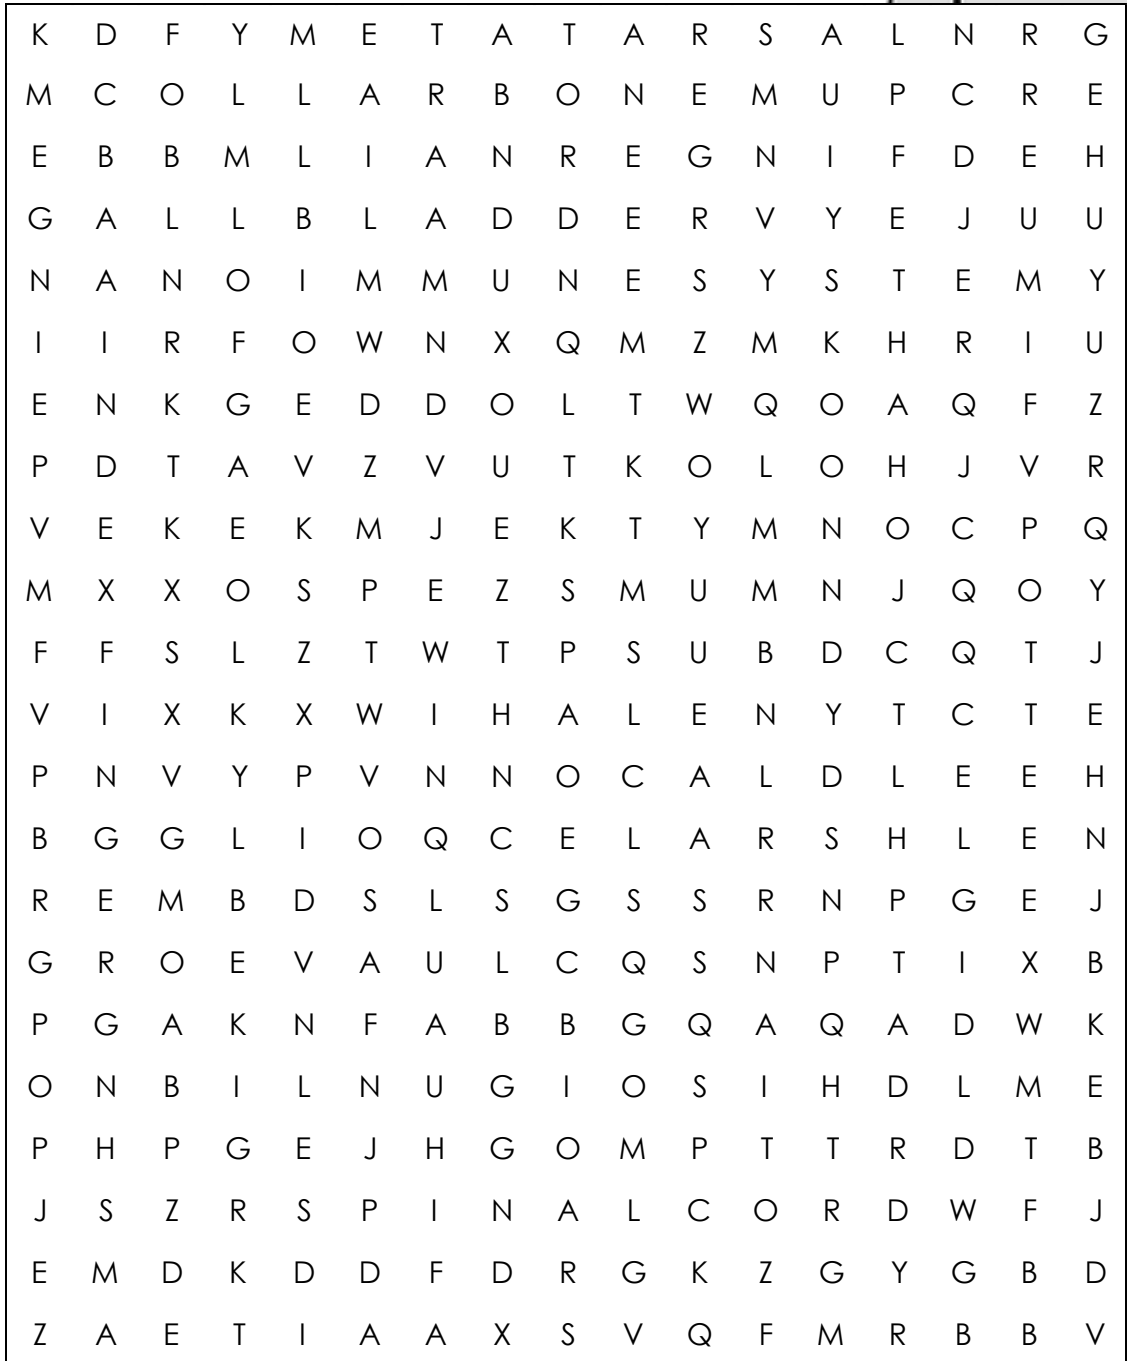 K D F Y M E T A T A R S A L N R G
M C O L L A R B O N E M U P C R E
E B B M L I A N R E G N I F D E H
G A L L B L A D D E R V Y E J U U
N A N O I M M U N E S Y S T E M Y
I I R F O W N X Q M Z M K H R I U
E N K G E D D O L T W Q O A Q F Z
P D T A V Z V U T K O L O H J V R
V E K E K M J E K T Y M N O C P Q
M X X O S P E Z S M U M N J Q O Y
F F S L Z T W T P S U B D C Q T J
V I X K X W I H A L E N Y T C T E
P N V Y P V N N O C A L D L E E H
B G G L I O Q C E L A R S H L E N
R E M B D S L S G S S R N P G E J
G R O E V A U L C Q S N P T I X B
P G A K N F A B B G Q A Q A D W K
O N B I L N U G I O S I H D L M E
P H P G E J H G O M P T T R D T B
J S Z R S P I N A L C O R D W F J
E M D K D D F D R G K Z G Y G B D
Z A E T I A A X S V Q F M R B B V